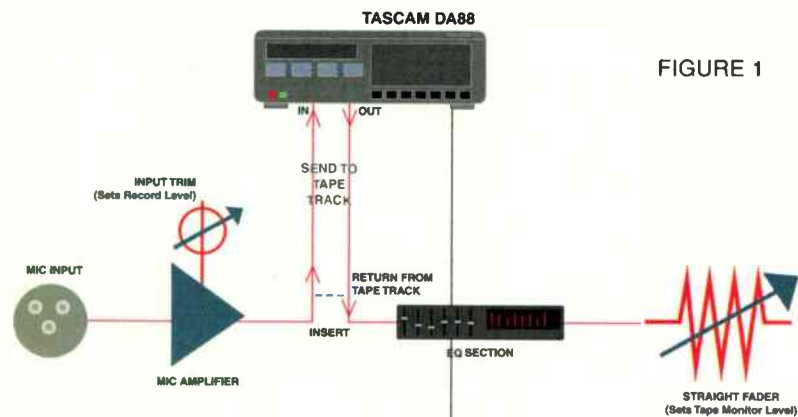 TASCAM DA88
FIGURE 1
IN
OUT
SEND TO
TAPE
TRACK
INPUT TRIM
(Sets Record Level)
MIC INPUT
RETURN FROM
TAPE TRACK
INSERT
EQ SECTION
MIC AMPLIFIER
STRAIGHT FADER
(Sets Tape Monitor Level)